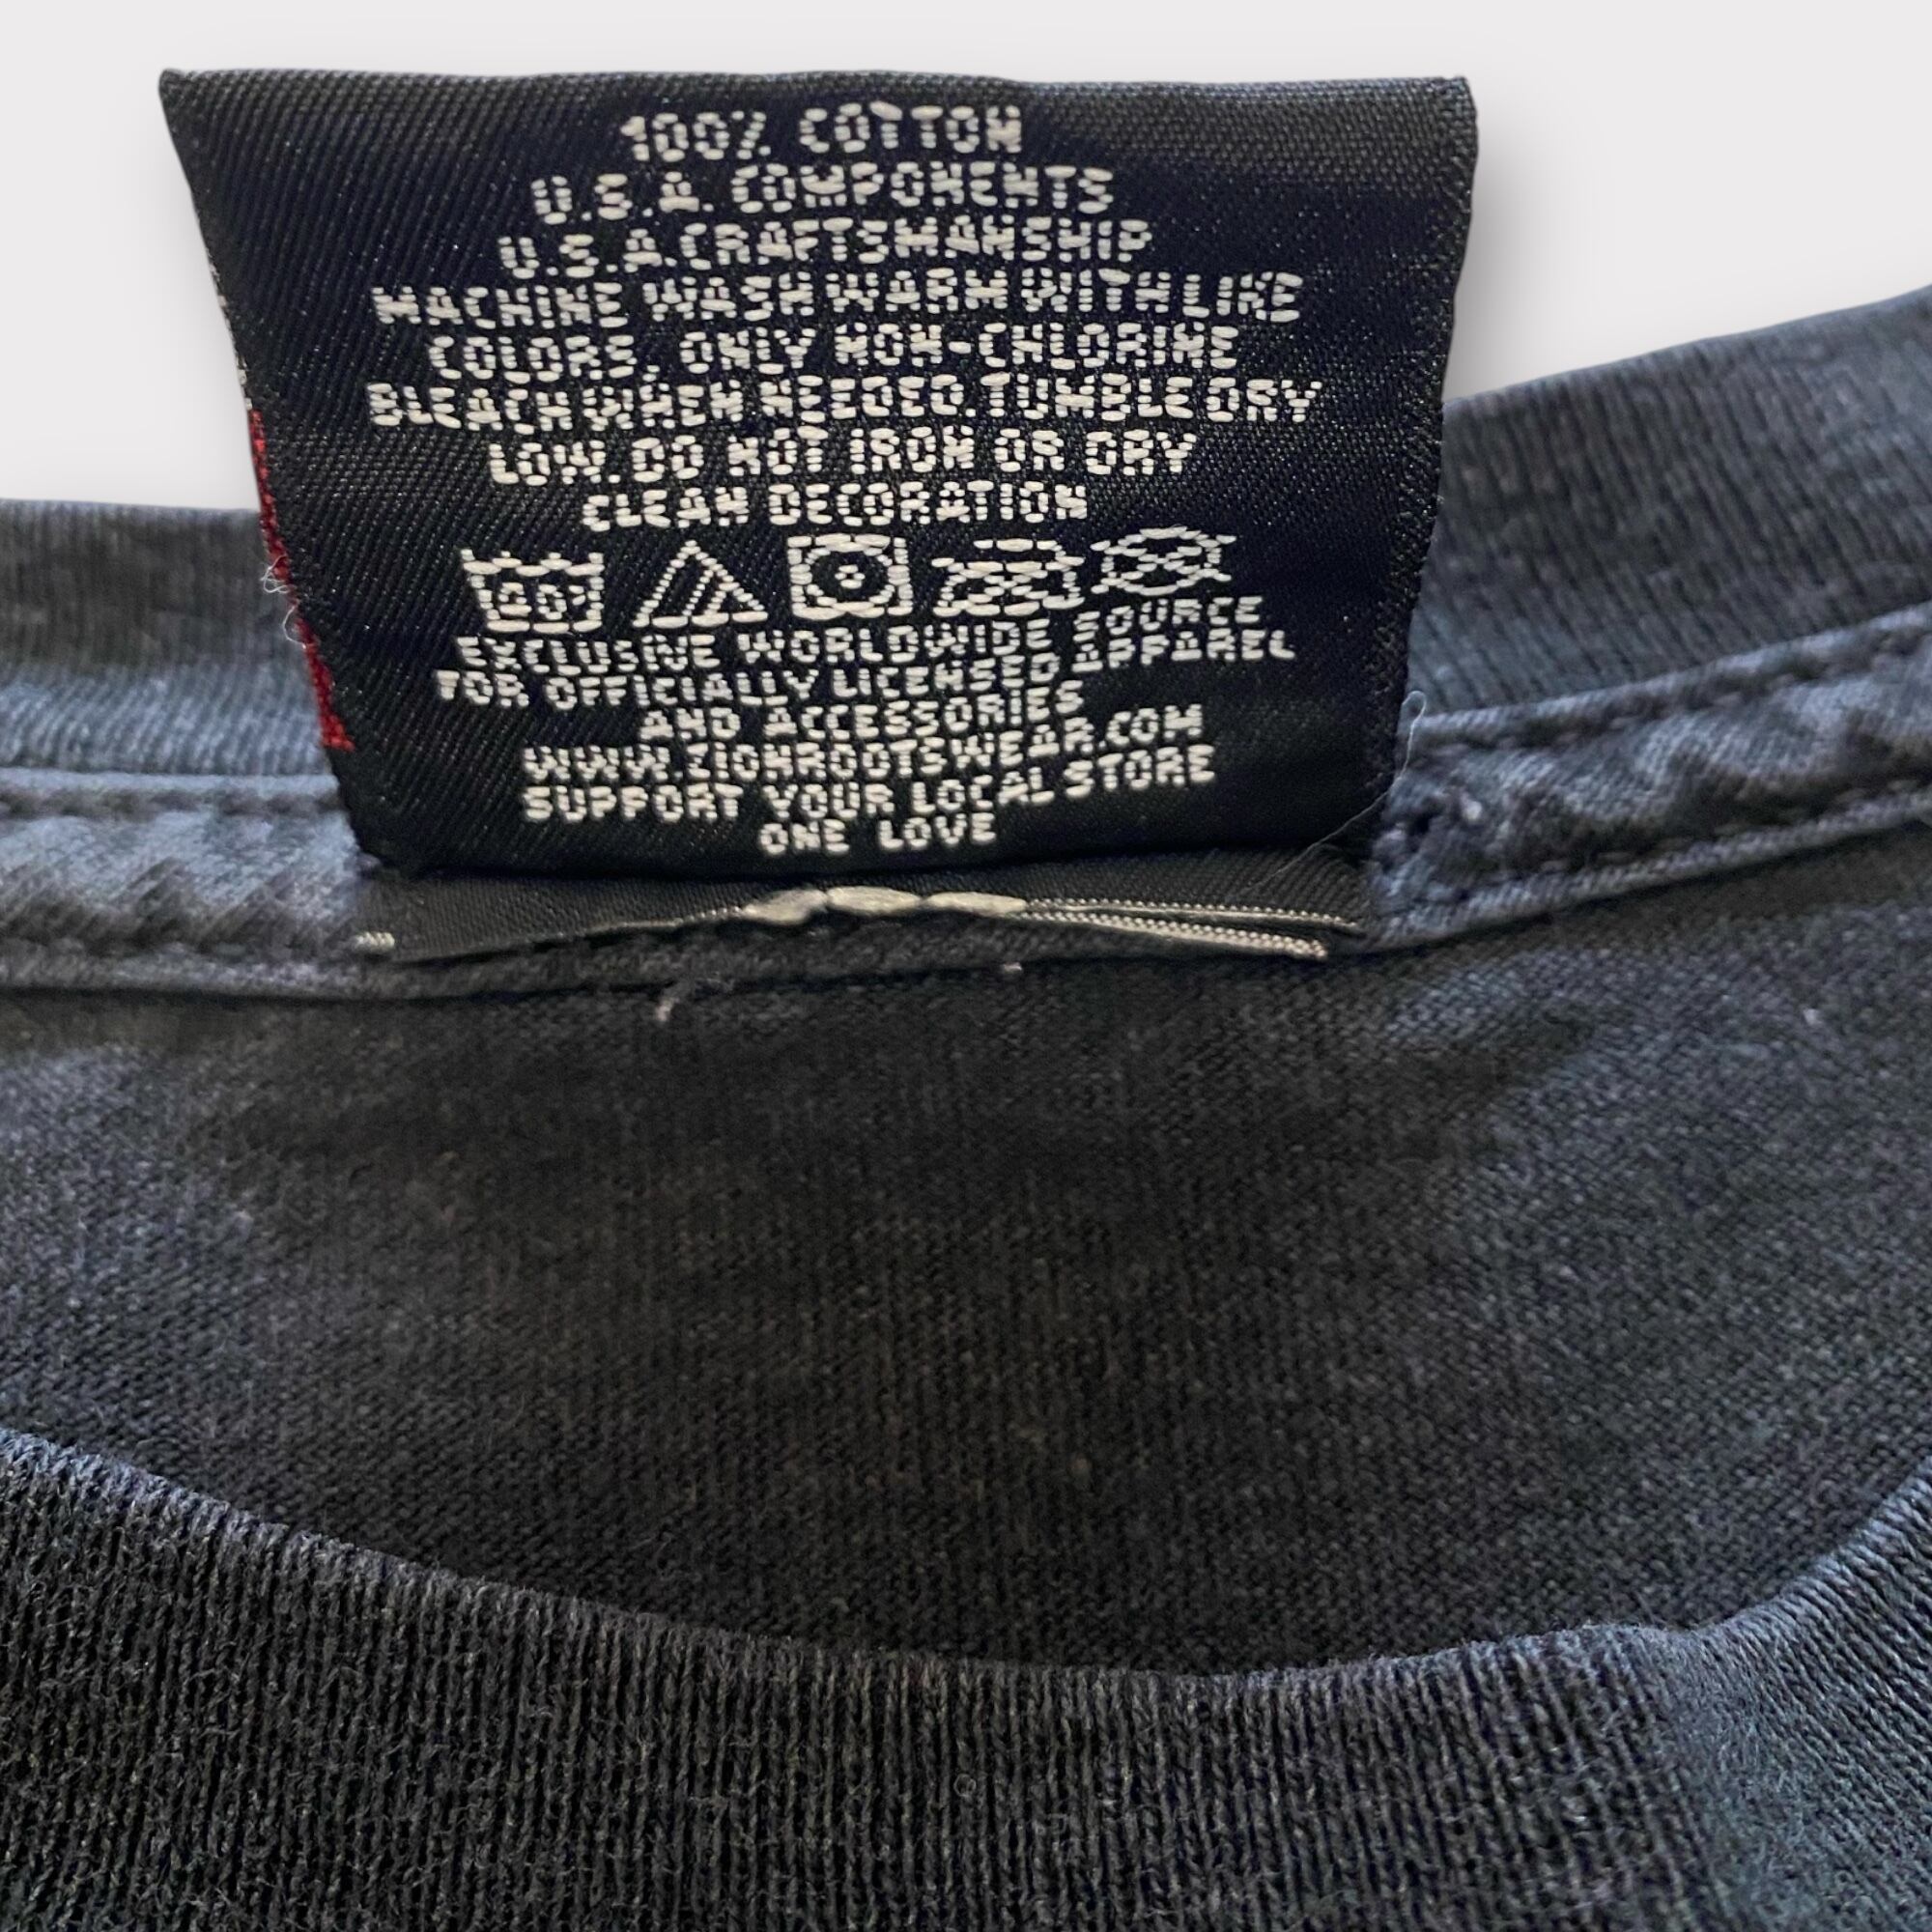 100% COTTON
U.S.A. COMPONENTS
U.S.A.CRAFTSMANSHIP
MACHINE WASH WARM WITH LIKE
COLORS, ONLY NON-CHLORINE
BLEACH WHEN NEEDED. TUMBLE DRY
LOW. DO NOT IRON OR DRY
CLEAN DECORATION
EXCLUSIVE WORLDWIDE SOURCE
FOR OFFICIALLY LICENSED APPAREL
AND ACCESSORIES
WWW.ZIONROOTSWEAR.COM
SUPPORT YOUR LOCAL STORE
ONE LOVE